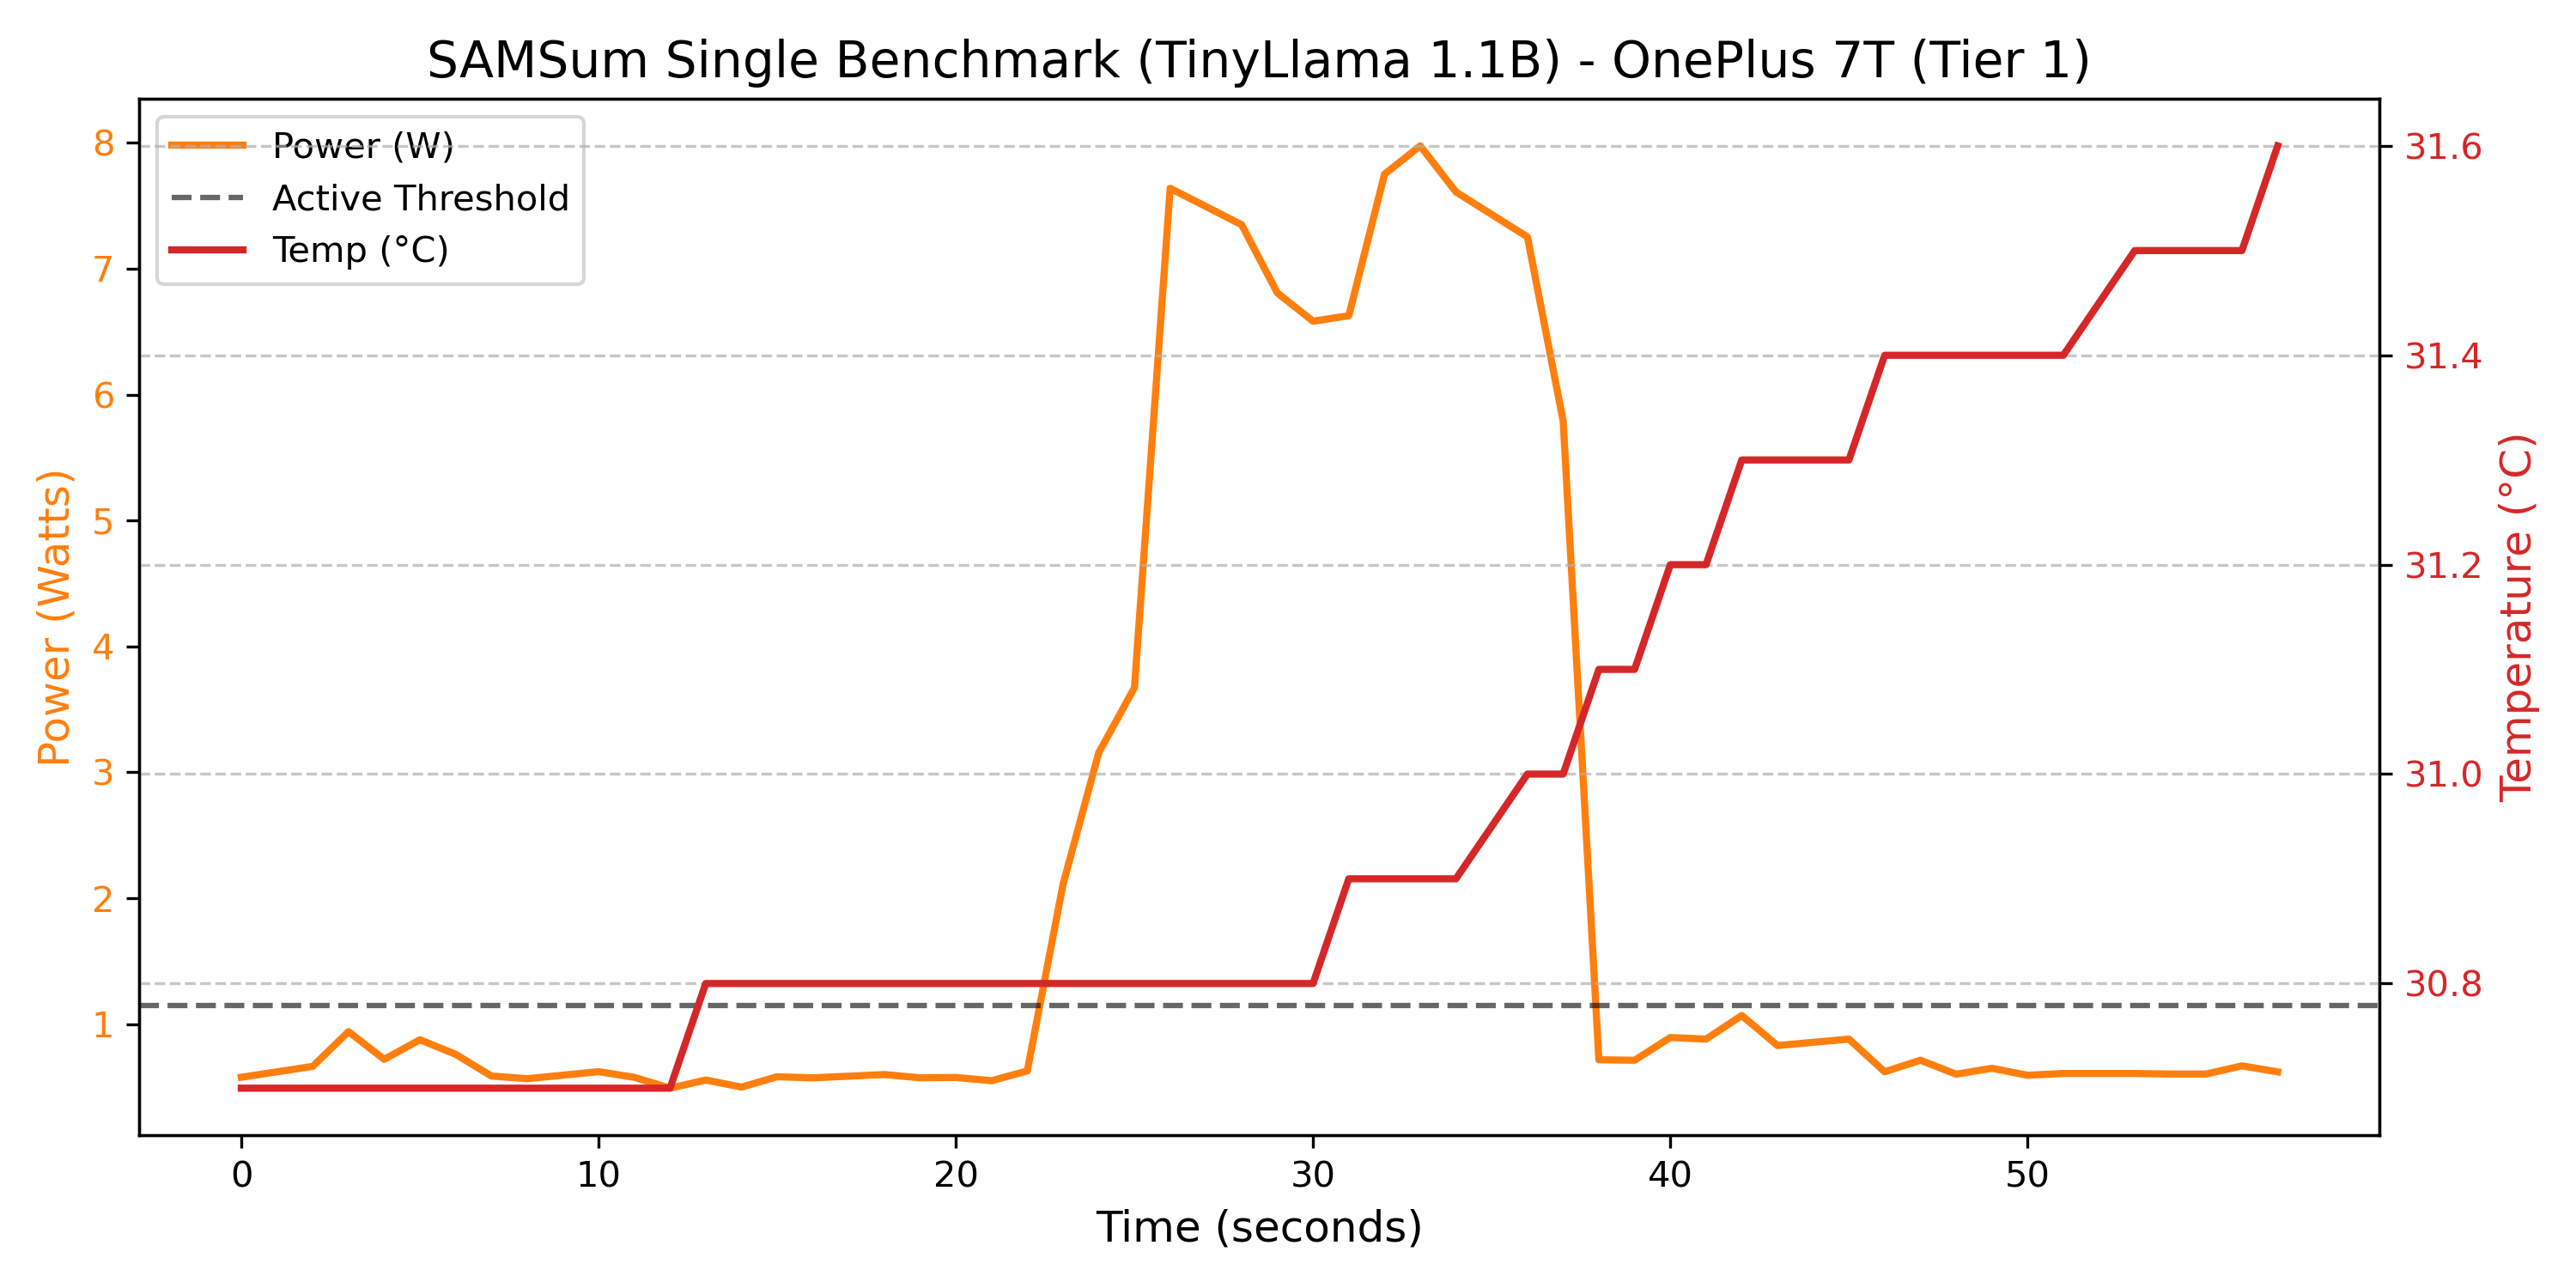 SAMSum Single Benchmark (TinyLlama 1.1B) - OnePlus 7T (Tier 1)
Power (W)
Active Threshold
Temp (°C)
8
7
6
5
4
3
2
1
Power (Watts)
31.6
31.4
31.2
31.0
30.8
Temperature (°C)
0 10 20 30 40 50
Time (seconds)